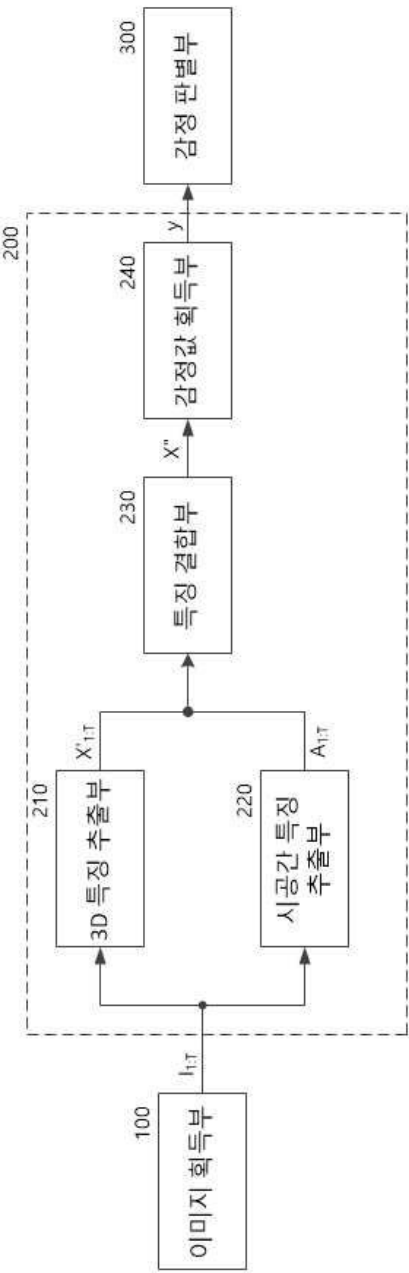 100
이미지 획득부
I1:T
200
210
3D 특징 추출부
X'1:T
220
시공간 특징
추출부
A1:T
230
특징 결합부
X"
240
감정값 획득부
y
300
감정 판별부